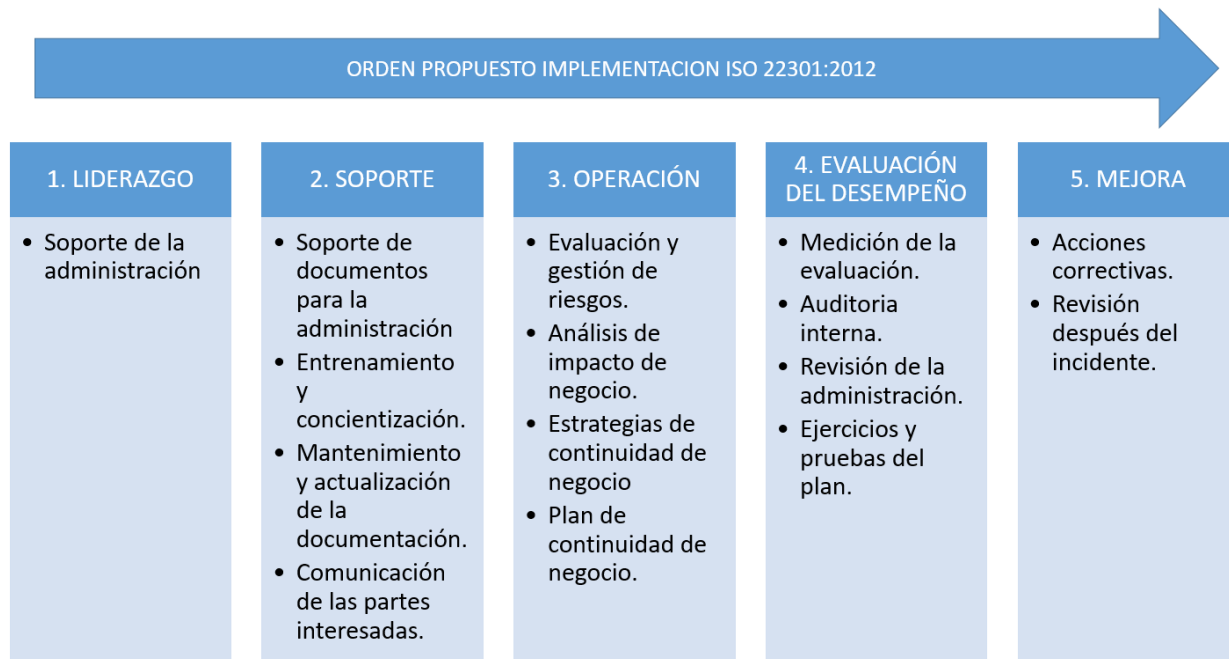 ORDEN PROPUESTO IMPLEMENTACION ISO 22301:2012
1. LIDERAZGO
• Soporte de la
administración
2. SOPORTE
• Soporte de
documentos
para la
administración
• Entrenamiento
y
concientización.
• Mantenimiento
y actualización
de la
documentación.
• Comunicación
de las partes
interesadas.
3. OPERACIÓN
• Evaluación y
gestión de
riesgos.
• Análisis de
impacto de
negocio.
• Estrategias de
continuidad de
negocio
• Plan de
continuidad de
negocio.
4. EVALUACIÓN
DEL DESEMPEÑO
• Medición de la
evaluación.
• Auditoria
interna.
• Revisión de la
administración.
• Ejercicios y
pruebas del
plan.
5. MEJORA
• Acciones
correctivas.
• Revisión
después del
incidente.